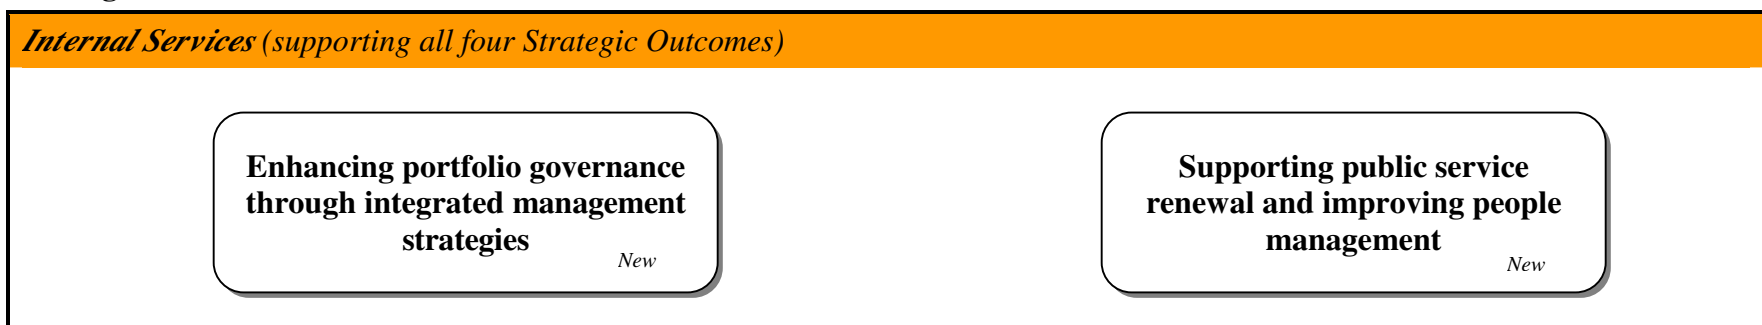 Internal Services (supporting all four Strategic Outcomes)
Enhancing portfolio governance
through integrated management
strategies
New
Supporting public service
renewal and improving people
management
New